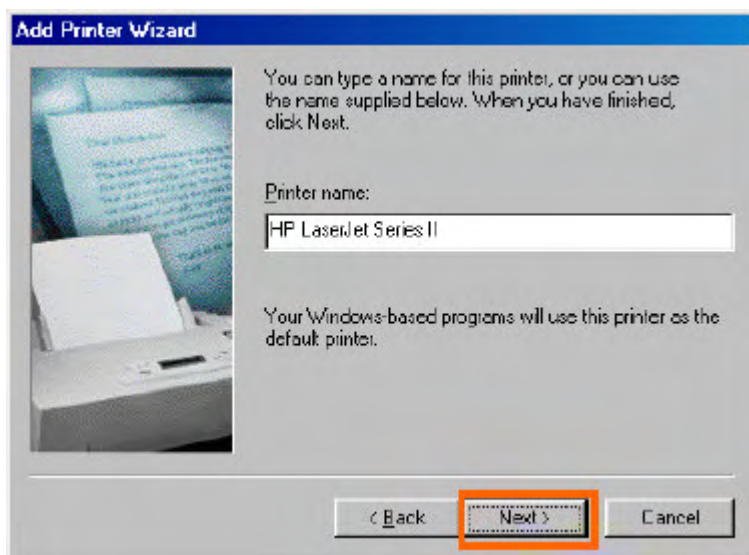 Add Printer Wizard
You can type a name for this printer, or you can use
the name supplied below. When you have finished,
click Next.
Printer name:
HP LaserJet Series II
Your Windows-based programs will use this printer as the
default printer.
< Back
Next >
Cancel